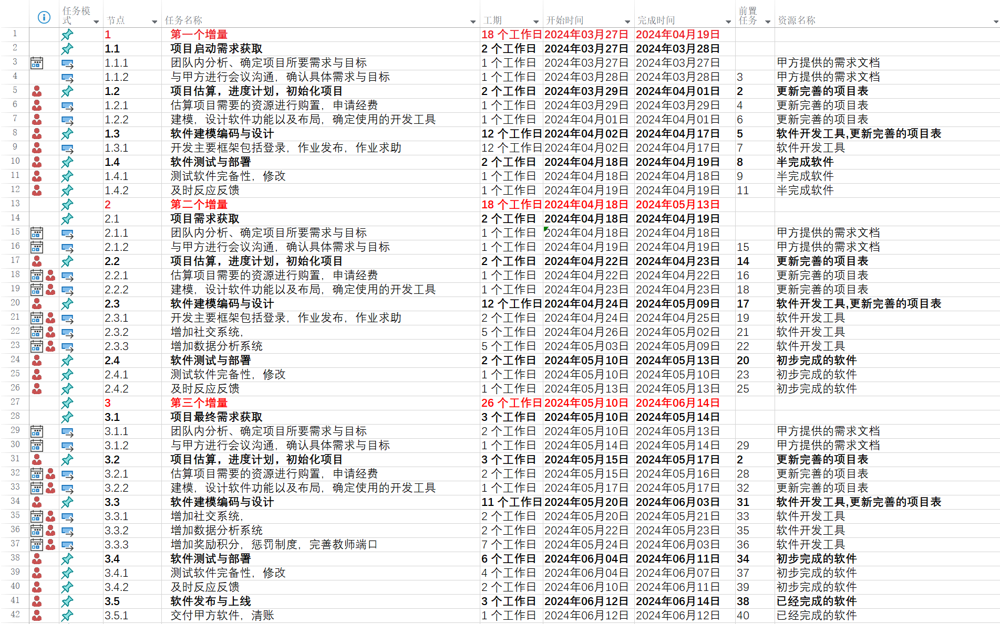 任务模式 节点 任务名称 工期 开始时间 完成时间 前置任务 资源名称
1 1 第一个增量 18 个工作日 2024年03月27日 2024年04月19日
2 1.1 项目启动需求获取 2 个工作日 2024年03月27日 2024年03月28日
3 1.1.1 团队内分析、确定项目所要需求与目标 1 个工作日 2024年03月27日 2024年03月27日 甲方提供的需求文档
4 1.1.2 与甲方进行会议沟通，确认具体需求与目标 1 个工作日 2024年03月28日 2024年03月28日 3 甲方提供的需求文档
5 1.2 项目估算，进度计划，初始化项目 2 个工作日 2024年03月29日 2024年04月01日 2 更新完善的项目表
6 1.2.1 估算项目需要的资源进行购置，申请经费 1 个工作日 2024年03月29日 2024年03月29日 4 更新完善的项目表
7 1.2.2 建模，设计软件功能以及布局，确定使用的开发工具 1 个工作日 2024年04月01日 2024年04月01日 6 更新完善的项目表
8 1.3 软件建模编码与设计 12 个工作日 2024年04月02日 2024年04月17日 5 软件开发工具,更新完善的项目表
9 1.3.1 开发主要框架包括登录，作业发布，作业求助 12 个工作日 2024年04月02日 2024年04月17日 7 软件开发工具
10 1.4 软件测试与部署 2 个工作日 2024年04月18日 2024年04月19日 8 半完成软件
11 1.4.1 测试软件完备性，修改 1 个工作日 2024年04月18日 2024年04月18日 9 半完成软件
12 1.4.2 及时反应反馈 1 个工作日 2024年04月19日 2024年04月19日 11 半完成软件
13 2 第二个增量 18 个工作日 2024年04月18日 2024年05月13日
14 2.1 项目需求获取 2 个工作日 2024年04月18日 2024年04月19日
15 2.1.1 团队内分析、确定项目所要需求与目标 1 个工作日 2024年04月18日 2024年04月18日 甲方提供的需求文档
16 2.1.2 与甲方进行会议沟通，确认具体需求与目标 1 个工作日 2024年04月19日 2024年04月19日 15 甲方提供的需求文档
17 2.2 项目估算，进度计划，初始化项目 2 个工作日 2024年04月22日 2024年04月23日 14 更新完善的项目表
18 2.2.1 估算项目需要的资源进行购置，申请经费 1 个工作日 2024年04月22日 2024年04月22日 16 更新完善的项目表
19 2.2.2 建模，设计软件功能以及布局，确定使用的开发工具 1 个工作日 2024年04月23日 2024年04月23日 18 更新完善的项目表
20 2.3 软件建模编码与设计 12 个工作日 2024年04月24日 2024年05月09日 17 软件开发工具,更新完善的项目表
21 2.3.1 开发主要框架包括登录，作业发布，作业求助 2 个工作日 2024年04月24日 2024年04月25日 19 软件开发工具
22 2.3.2 增加社交系统， 5 个工作日 2024年04月26日 2024年05月02日 21 软件开发工具
23 2.3.3 增加数据分析系统 5 个工作日 2024年05月03日 2024年05月09日 22 软件开发工具
24 2.4 软件测试与部署 2 个工作日 2024年05月10日 2024年05月13日 20 初步完成的软件
25 2.4.1 测试软件完备性，修改 1 个工作日 2024年05月10日 2024年05月10日 23 初步完成的软件
26 2.4.2 及时反应反馈 1 个工作日 2024年05月13日 2024年05月13日 25 初步完成的软件
27 3 第三个增量 26 个工作日 2024年05月10日 2024年06月14日
28 3.1 项目最终需求获取 3 个工作日 2024年05月10日 2024年05月14日
29 3.1.1 团队内分析、确定项目所要需求与目标 2 个工作日 2024年05月10日 2024年05月13日 甲方提供的需求文档
30 3.1.2 与甲方进行会议沟通，确认具体需求与目标 1 个工作日 2024年05月14日 2024年05月14日 29 甲方提供的需求文档
31 3.2 项目估算，进度计划，初始化项目 3 个工作日 2024年05月15日 2024年05月17日 2 更新完善的项目表
32 3.2.1 估算项目需要的资源进行购置，申请经费 2 个工作日 2024年05月15日 2024年05月16日 28 更新完善的项目表
33 3.2.2 建模，设计软件功能以及布局，确定使用的开发工具 1 个工作日 2024年05月17日 2024年05月17日 32 更新完善的项目表
34 3.3 软件建模编码与设计 11 个工作日 2024年05月20日 2024年06月03日 31 软件开发工具,更新完善的项目表
35 3.3.1 增加社交系统， 2 个工作日 2024年05月20日 2024年05月21日 33 软件开发工具
36 3.3.2 增加数据分析系统 2 个工作日 2024年05月22日 2024年05月23日 35 软件开发工具
37 3.3.3 增加奖励积分，惩罚制度，完善教师端口 7 个工作日 2024年05月24日 2024年06月03日 36 软件开发工具
38 3.4 软件测试与部署 6 个工作日 2024年06月04日 2024年06月11日 34 初步完成的软件
39 3.4.1 测试软件完备性，修改 4 个工作日 2024年06月04日 2024年06月07日 37 初步完成的软件
40 3.4.2 及时反应反馈 2 个工作日 2024年06月10日 2024年06月11日 39 初步完成的软件
41 3.5 软件发布与上线 3 个工作日 2024年06月12日 2024年06月14日 38 已经完成的软件
42 3.5.1 交付甲方软件，清账 1 个工作日 2024年06月12日 2024年06月12日 40 已经完成的软件